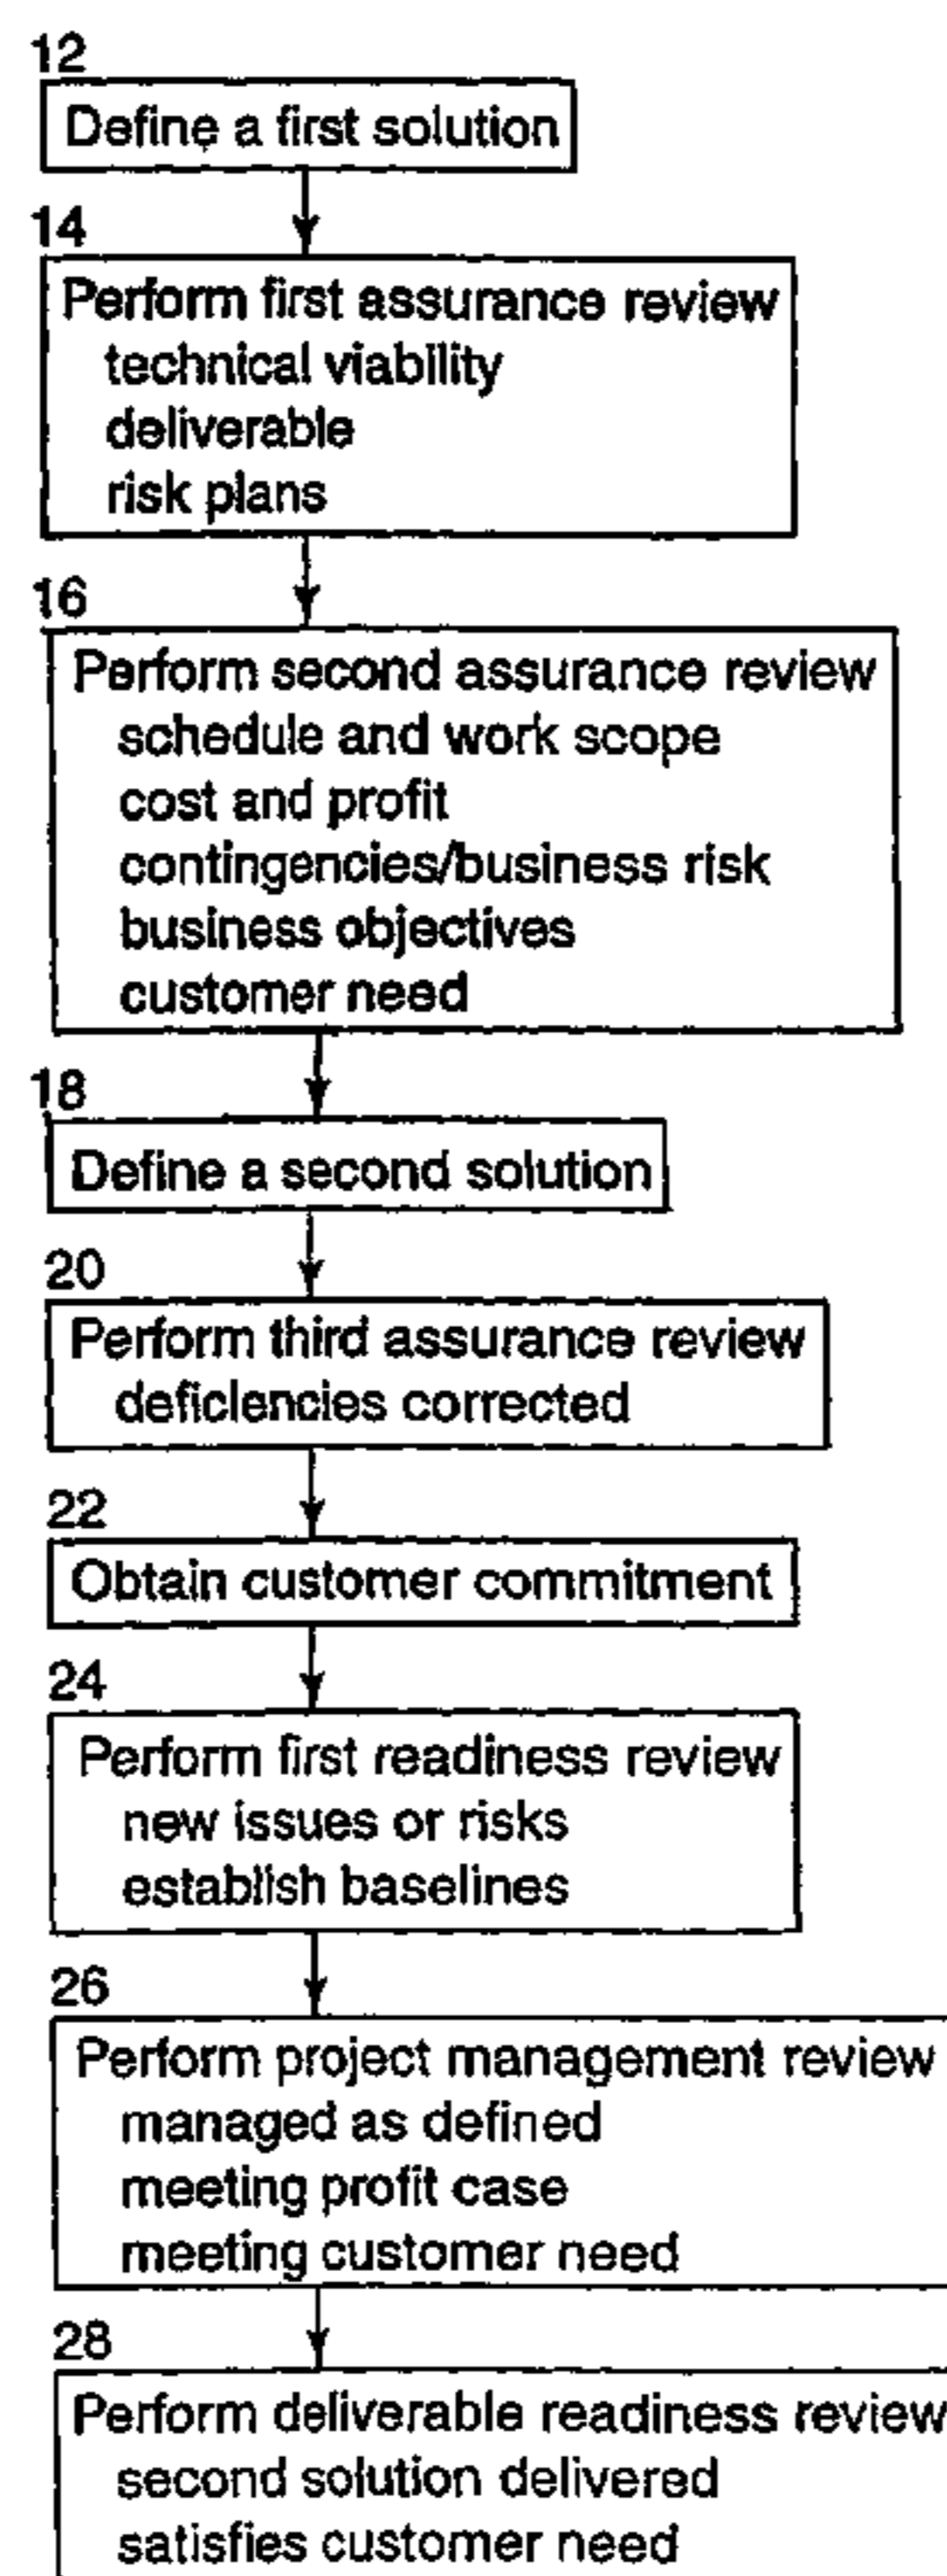 12
Define a first solution
14
Perform first assurance review
technical viability
deliverable
risk plans
16
Perform second assurance review
schedule and work scope
cost and profit
contingencies/business risk
business objectives
customer need
18
Define a second solution
20
Perform third assurance review
deficiencies corrected
22
Obtain customer commitment
24
Perform first readiness review
new issues or risks
establish baselines
26
Perform project management review
managed as defined
meeting profit case
meeting customer need
28
Perform deliverable readiness review
second solution delivered
satisfies customer need